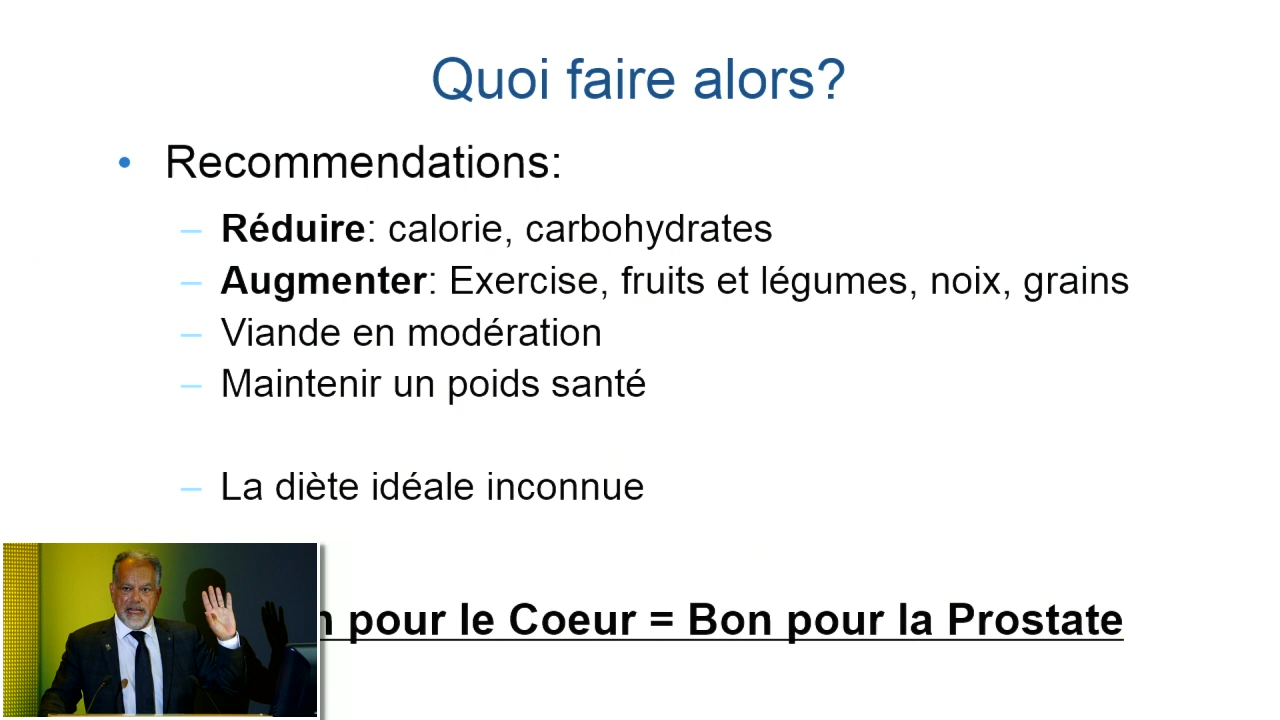 Quoi faire alors?
• Recommendations:
– Réduire: calorie, carbohydrates
– Augmenter: Exercise, fruits et légumes, noix, grains
– Viande en modération
– Maintenir un poids santé
– La diète idéale inconnue
pour le Coeur = Bon pour la Prostate